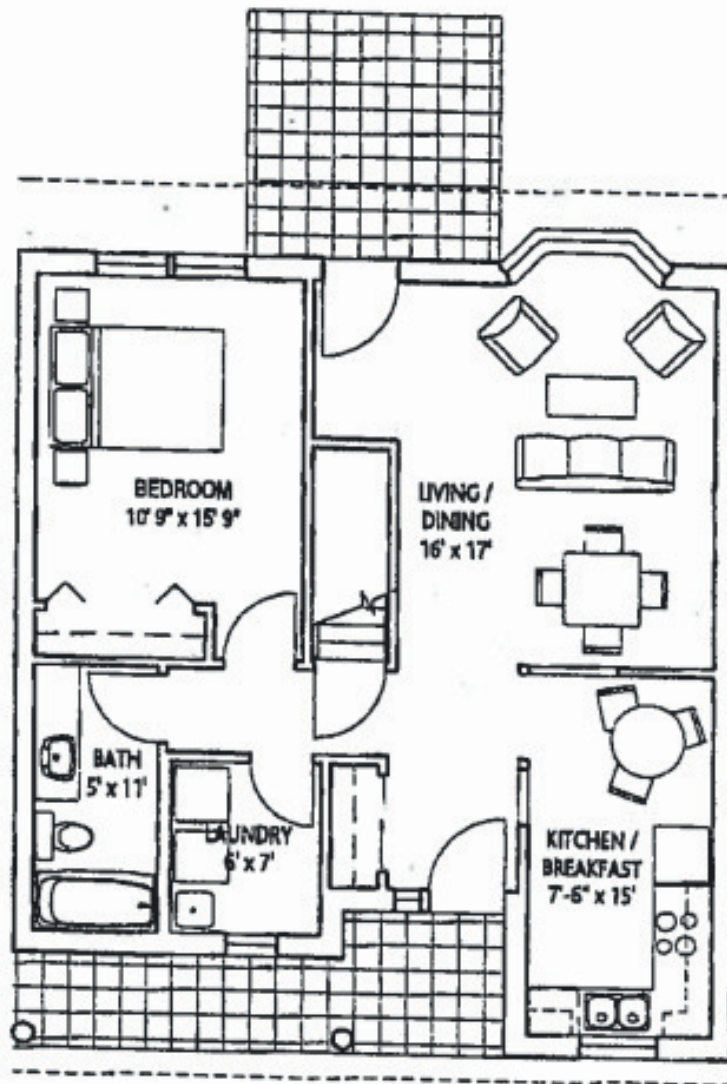 BEDROOM
10' 9" x 15' 9"
LIVING /
DINING
16' x 17'
BATH
5' x 11'
LAUNDRY
6' x 7'
KITCHEN /
BREAKFAST
7'-6" x 15'